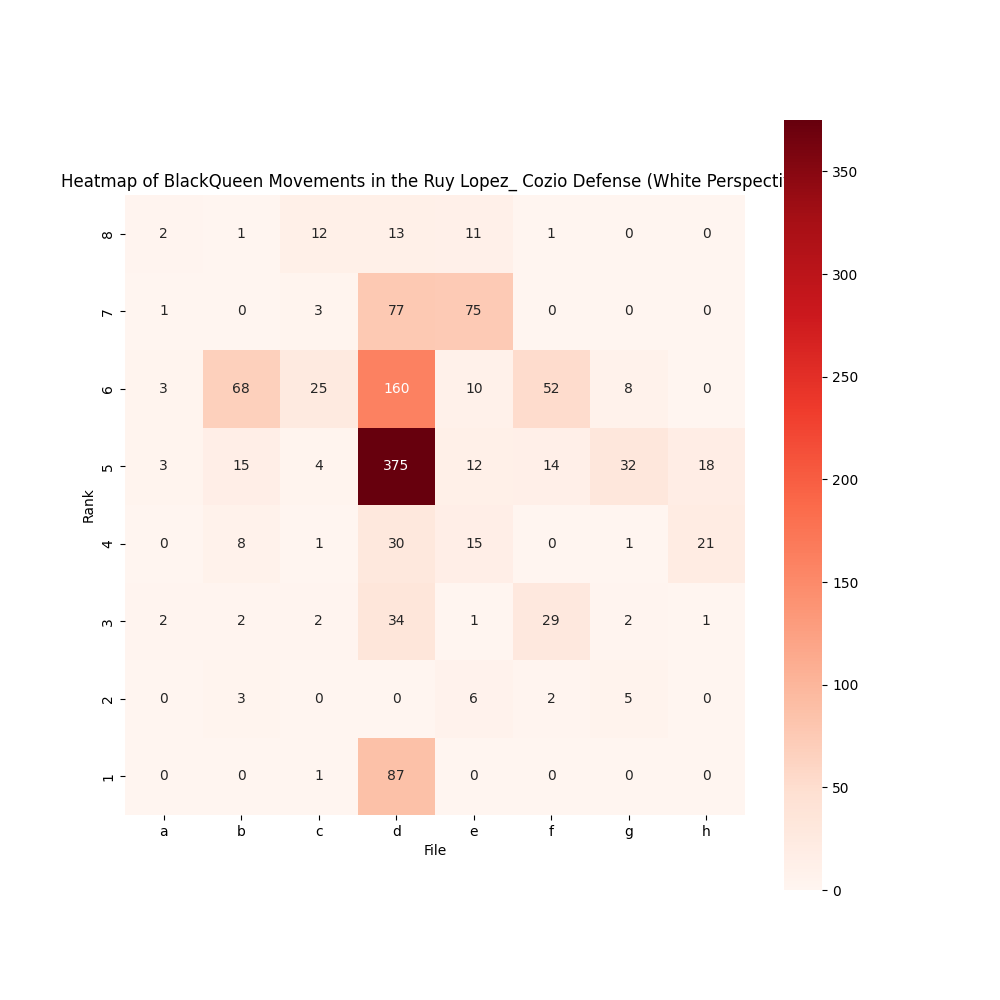 Heatmap of BlackQueen Movements in the Ruy Lopez_ Cozio Defense (White Perspecti
8 2 1 12 13 11 1 0 0
7 1 0 3 77 75 0 0 0
6 3 68 25 160 10 52 8 0
5 3 15 4 375 12 14 32 18
4 0 8 1 30 15 0 1 21
3 2 2 2 34 1 29 2 1
2 0 3 0 0 6 2 5 0
1 0 0 1 87 0 0 0 0
a b c d e f g h
File
Rank
350
300
250
200
150
100
50
0